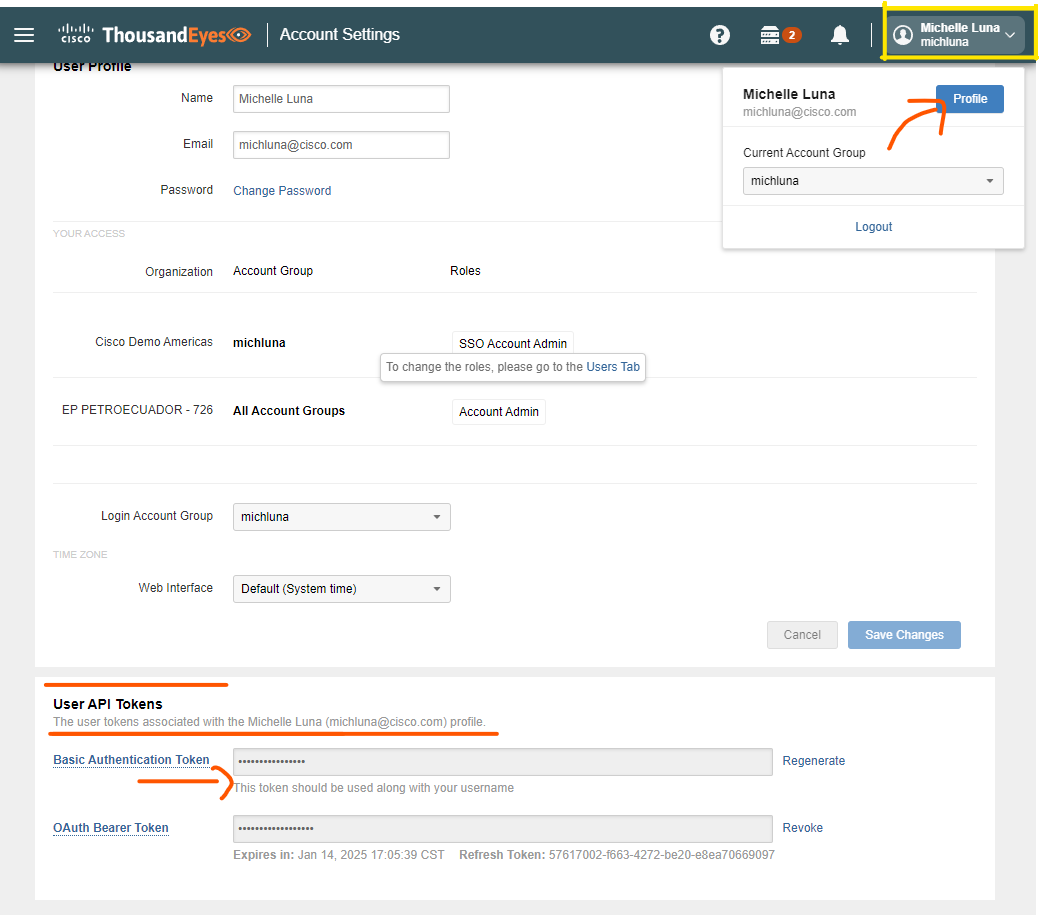 cisco ThousandEyes Account Settings
? 2 Michelle Luna
michluna
User Profile
Name Michelle Luna
Email michluna@cisco.com
Password Change Password
Michelle Luna
michluna@cisco.com
Profile
Current Account Group
michluna
Logout
YOUR ACCESS
Organization Account Group Roles
Cisco Demo Americas michluna SSO Account Admin
To change the roles, please go to the Users Tab
EP PETROECUADOR - 726 All Account Groups Account Admin
Login Account Group michluna
TIME ZONE
Web Interface Default (System time)
Cancel Save Changes
User API Tokens
The user tokens associated with the Michelle Luna (michluna@cisco.com) profile.
Basic Authentication Token •••••••••••••••• Regenerate
This token should be used along with your username
OAuth Bearer Token •••••••••••••••••• Revoke
Expires in: Jan 14, 2025 17:05:39 CST Refresh Token: 57617002-f663-4272-be20-e8ea70669097